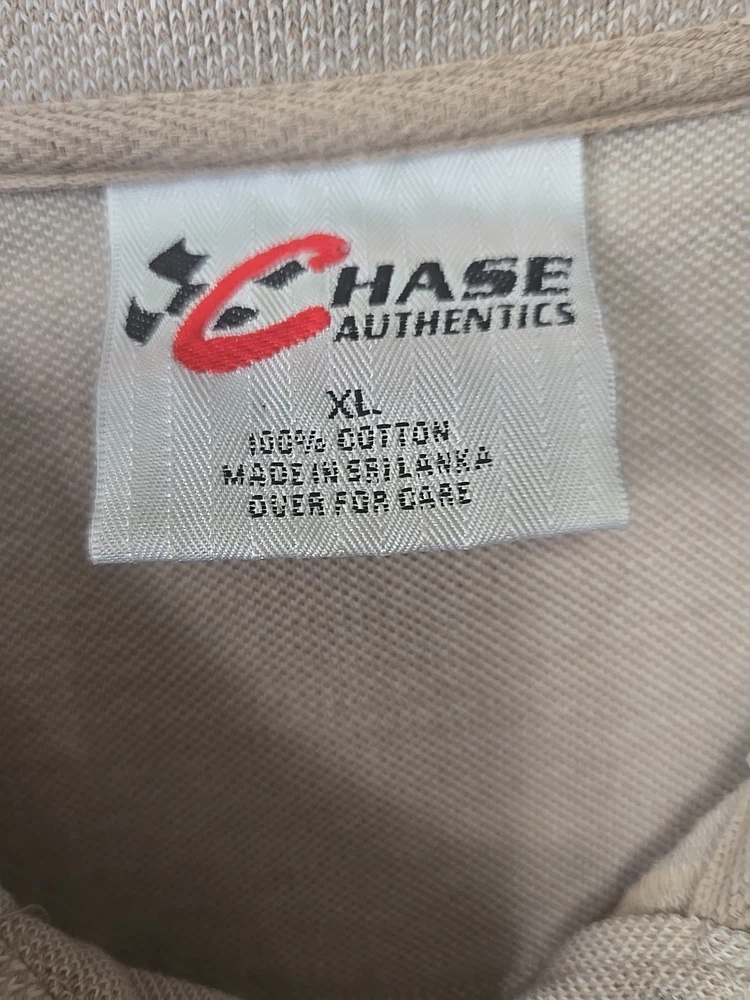 CHASE
AUTHENTICS
XL
100% COTTON
MADE IN SRI LANKA
OVER FOR CARE